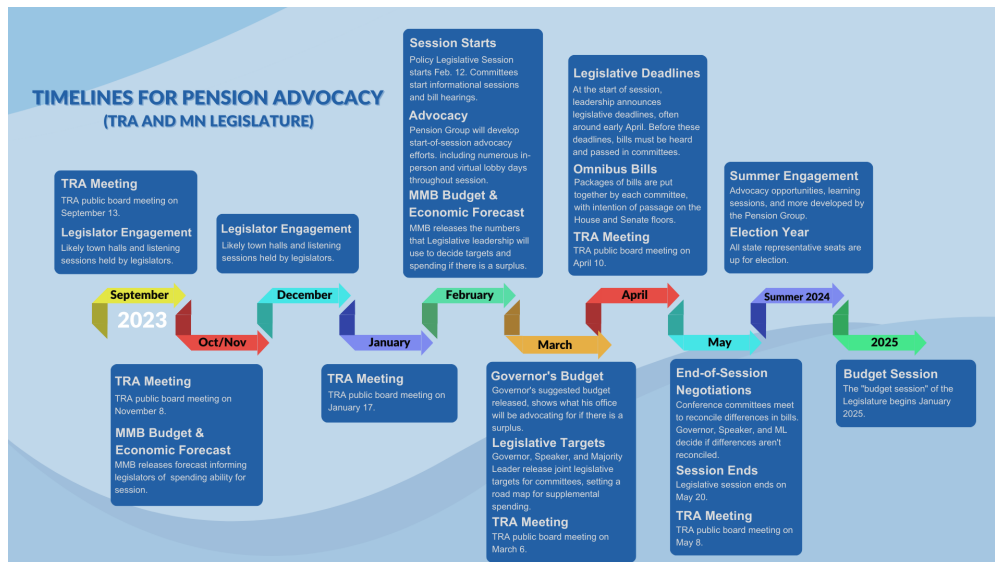 TIMELINES FOR PENSION ADVOCACY
(TRA AND MN LEGISLATURE)
TRA Meeting
TRA public board meeting on
September 13.
Legislator Engagement
Likely town halls and listening
sessions held by legislators.
September
2023
Oct/Nov
TRA Meeting
TRA public board meeting on
November 8.
MMB Budget &
Economic Forecast
MMB releases forecast informing
legislators of spending ability for
session.
Legislator Engagement
Likely town halls and listening
sessions held by legislators.
December
January
TRA Meeting
TRA public board meeting on
January 17.
Session Starts
Policy Legislative Session
starts Feb. 12. Committees
start informational sessions
and bill hearings.
Advocacy
Pension Group will develop
start-of-session advocacy
efforts. including numerous in-
person and virtual lobby days
throughout session.
MMB Budget &
Economic Forecast
MMB releases the numbers
that Legislative leadership will
use to decide targets and
spending if there is a surplus.
February
March
Governor's Budget
Governor's suggested budget
released, shows what his office
will be advocating for if there is a
surplus.
Legislative Targets
Governor, Speaker, and Majority
Leader release joint legislative
targets for committees, setting a
road map for supplemental
spending.
TRA Meeting
TRA public board meeting on
March 6.
Legislative Deadlines
At the start of session,
leadership announces
legislative deadlines, often
around early April. Before these
deadlines, bills must be heard
and passed in committees.
Omnibus Bills
Packages of bills are put
together by each committee,
with intention of passage on the
House and Senate floors.
TRA Meeting
TRA public board meeting on
April 10.
April
May
End-of-Session
Negotiations
Conference committees meet
to reconcile differences in bills.
Governor, Speaker, and ML
decide if differences aren't
reconciled.
Session Ends
Legislative session ends on
May 20.
TRA Meeting
TRA public board meeting on
May 8.
Summer Engagement
Advocacy opportunities, learning
sessions, and more developed by
the Pension Group.
Election Year
All state representative seats are
up for election.
Summer 2024
2025
Budget Session
The "budget session" of the
Legislature begins January
2025.